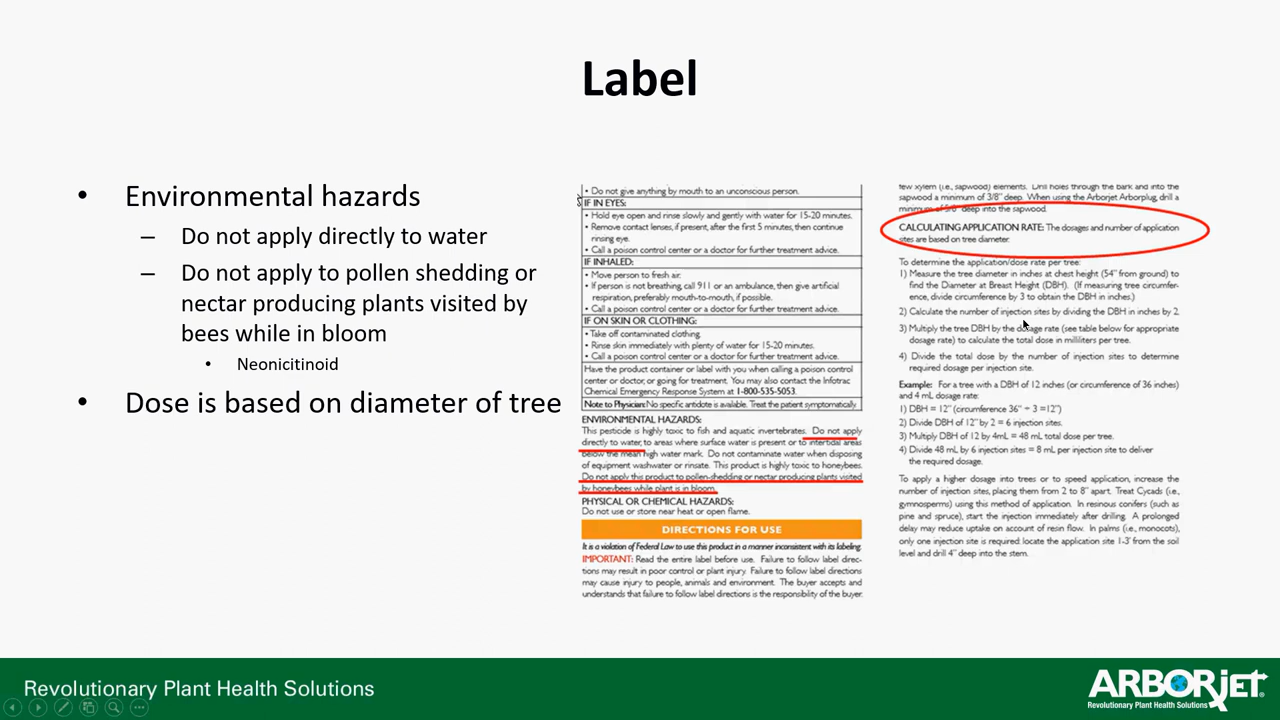 Label
• Environmental hazards
– Do not apply directly to water
– Do not apply to pollen shedding or
nectar producing plants visited by
bees while in bloom
• Neonicitinoid
• Dose is based on diameter of tree
• Do not give anything by mouth to an unconscious person.
IF IN EYES:
• Hold eye open and rinse slowly and gently with water for 15-20 minutes.
• Remove contact lenses, if present, after the first 5 minutes, then continue
rinsing eye.
• Call a poison control center or a doctor for further treatment advice.
IF INHALED:
• Move person to fresh air.
• If person is not breathing, call 911 or an ambulance, then give artificial
respiration, preferably mouth-to-mouth, if possible.
• Call a poison control center or a doctor for further treatment advice.
IF ON SKIN OR CLOTHING:
• Take off contaminated clothing.
• Rinse skin immediately with plenty of water for 15-20 minutes.
• Call a poison control center or a doctor for further treatment advice.
Have the product container or label with you when calling a poison control
center or doctor, or going for treatment. You may also contact the Infotrac
Chemical Emergency Response System at 1-800-535-5053.
Note to Physician: No specific antidote is available. Treat the patient symptomatically.
ENVIRONMENTAL HAZARDS:
This pesticide is highly toxic to fish and aquatic invertebrates. Do not apply
directly to water, to areas where surface water is present or to intertidal areas
below the mean high water mark. Do not contaminate water when disposing
of equipment washwater or rinsate. This product is highly toxic to honeybees.
Do not apply this product to pollen-shedding or nectar producing plants visited
by honeybees while plant is in bloom.
PHYSICAL OR CHEMICAL HAZARDS:
Do not use or store near heat or open flame.
DIRECTIONS FOR USE
It is a violation of Federal Law to use this product in a manner inconsistent with its labeling.
IMPORTANT: Read the entire label before use. Failure to follow label direc-
tions may result in poor control or plant injury. Failure to follow label directions
may cause injury to people, animals and environment. The buyer accepts and
understands that failure to follow label directions is the responsibility of the buyer.
few xylem (i.e., sapwood) elements. Drill holes through the bark and into the
sapwood a minimum of 3/8" deep. When using the Arborjet Arborplug, drill a
minimum of 5/8" deep into the sapwood.
CALCULATING APPLICATION RATE: The dosages and number of application
sites are based on tree diameter.
To determine the application/dose rate per tree:
1) Measure the tree diameter in inches at chest height (54" from ground) to
find the Diameter at Breast Height (DBH). (If measuring tree circumfer-
ence, divide circumference by 3 to obtain the DBH in inches.)
2) Calculate the number of injection sites by dividing the DBH in inches by 2.
3) Multiply the tree DBH by the dosage rate (see table below for appropriate
dosage rate) to calculate the total dose in milliliters per tree.
4) Divide the total dose by the number of injection sites to determine
required dosage per injection site.
Example: For a tree with a DBH of 12 inches (or circumference of 36 inches)
and 4 mL dosage rate:
1) DBH = 12" (circumference 36" ÷ 3 =12")
2) Divide DBH of 12 by 2 = 6 injection sites.
3) Multiply DBH of 12 by 4mL = 48 mL total dose per tree.
4) Divide 48 mL by 6 injection sites = 8 mL per injection site to deliver
the required dosage.
To apply a higher dosage into trees or to speed application, increase the
number of injection sites, placing them from 2 to 8" apart. Treat Cycads (i.e.,
gymnosperms) using this method of application. In resinous conifers (such as
pine and spruce), start the injection immediately after drilling. A prolonged
delay may reduce uptake on account of resin flow. In palms (i.e., monocots),
only one injection site is required: locate the application site 1-3' from the soil
level and drill 4" deep into the stem.
Revolutionary Plant Health Solutions
ARBORJET
Revolutionary Plant Health Solutions